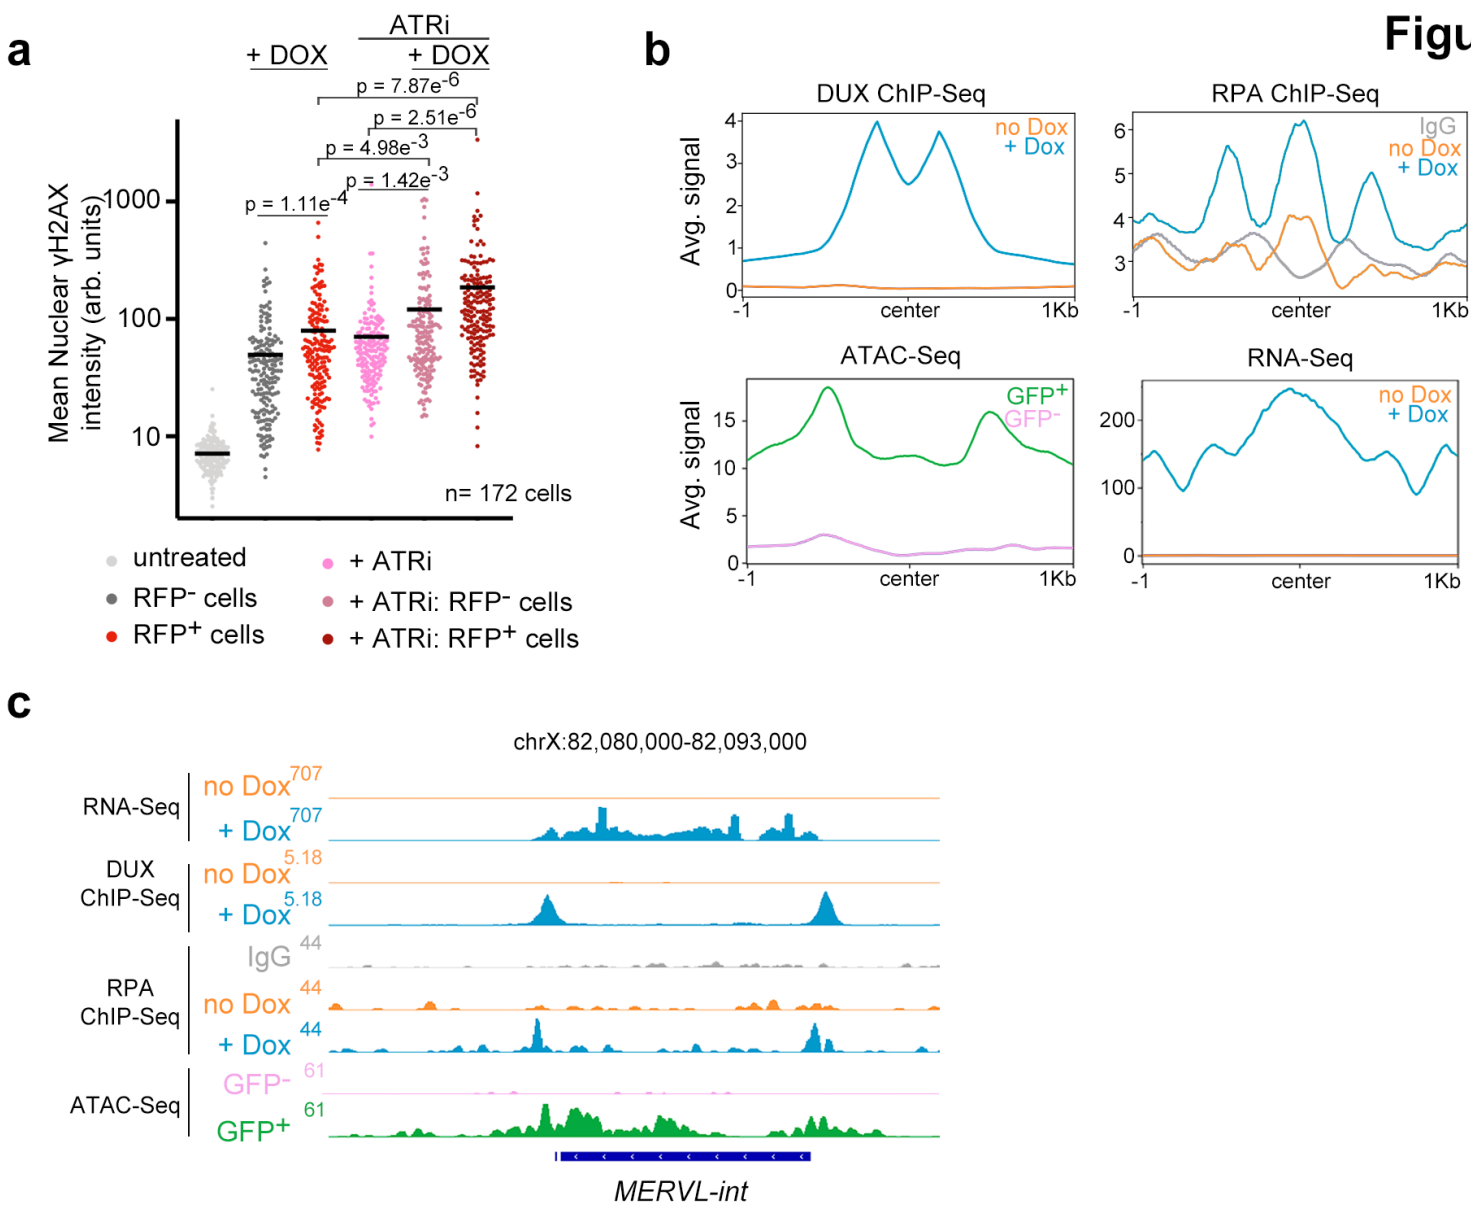 Figu
a
ATRi
+ DOX
+ DOX
p = 7.87e-6
p = 2.51e-6
p = 4.98e-3
p = 1.42e-3
p = 1.11e-4
Mean Nuclear γH2AX
intensity (arb. units)
1000
100
10
n= 172 cells
untreated
RFP- cells
RFP+ cells
+ ATRi
+ ATRi: RFP- cells
+ ATRi: RFP+ cells
b
DUX ChIP-Seq
Avg. signal
4
3
2
1
0
no Dox
+ Dox
-1
center
1Kb
RPA ChIP-Seq
6
5
4
3
IgG
no Dox
+ Dox
-1
center
1Kb
ATAC-Seq
Avg. signal
15
10
5
0
GFP+
GFP-
-1
center
1Kb
RNA-Seq
200
100
0
no Dox
+ Dox
-1
center
1Kb
c
chrX:82,080,000-82,093,000
RNA-Seq
no Dox 707
+ Dox 707
DUX
ChIP-Seq
no Dox 5.18
+ Dox 5.18
RPA
ChIP-Seq
IgG 44
no Dox 44
+ Dox 44
ATAC-Seq
GFP- 61
GFP+ 61
MERVL-int